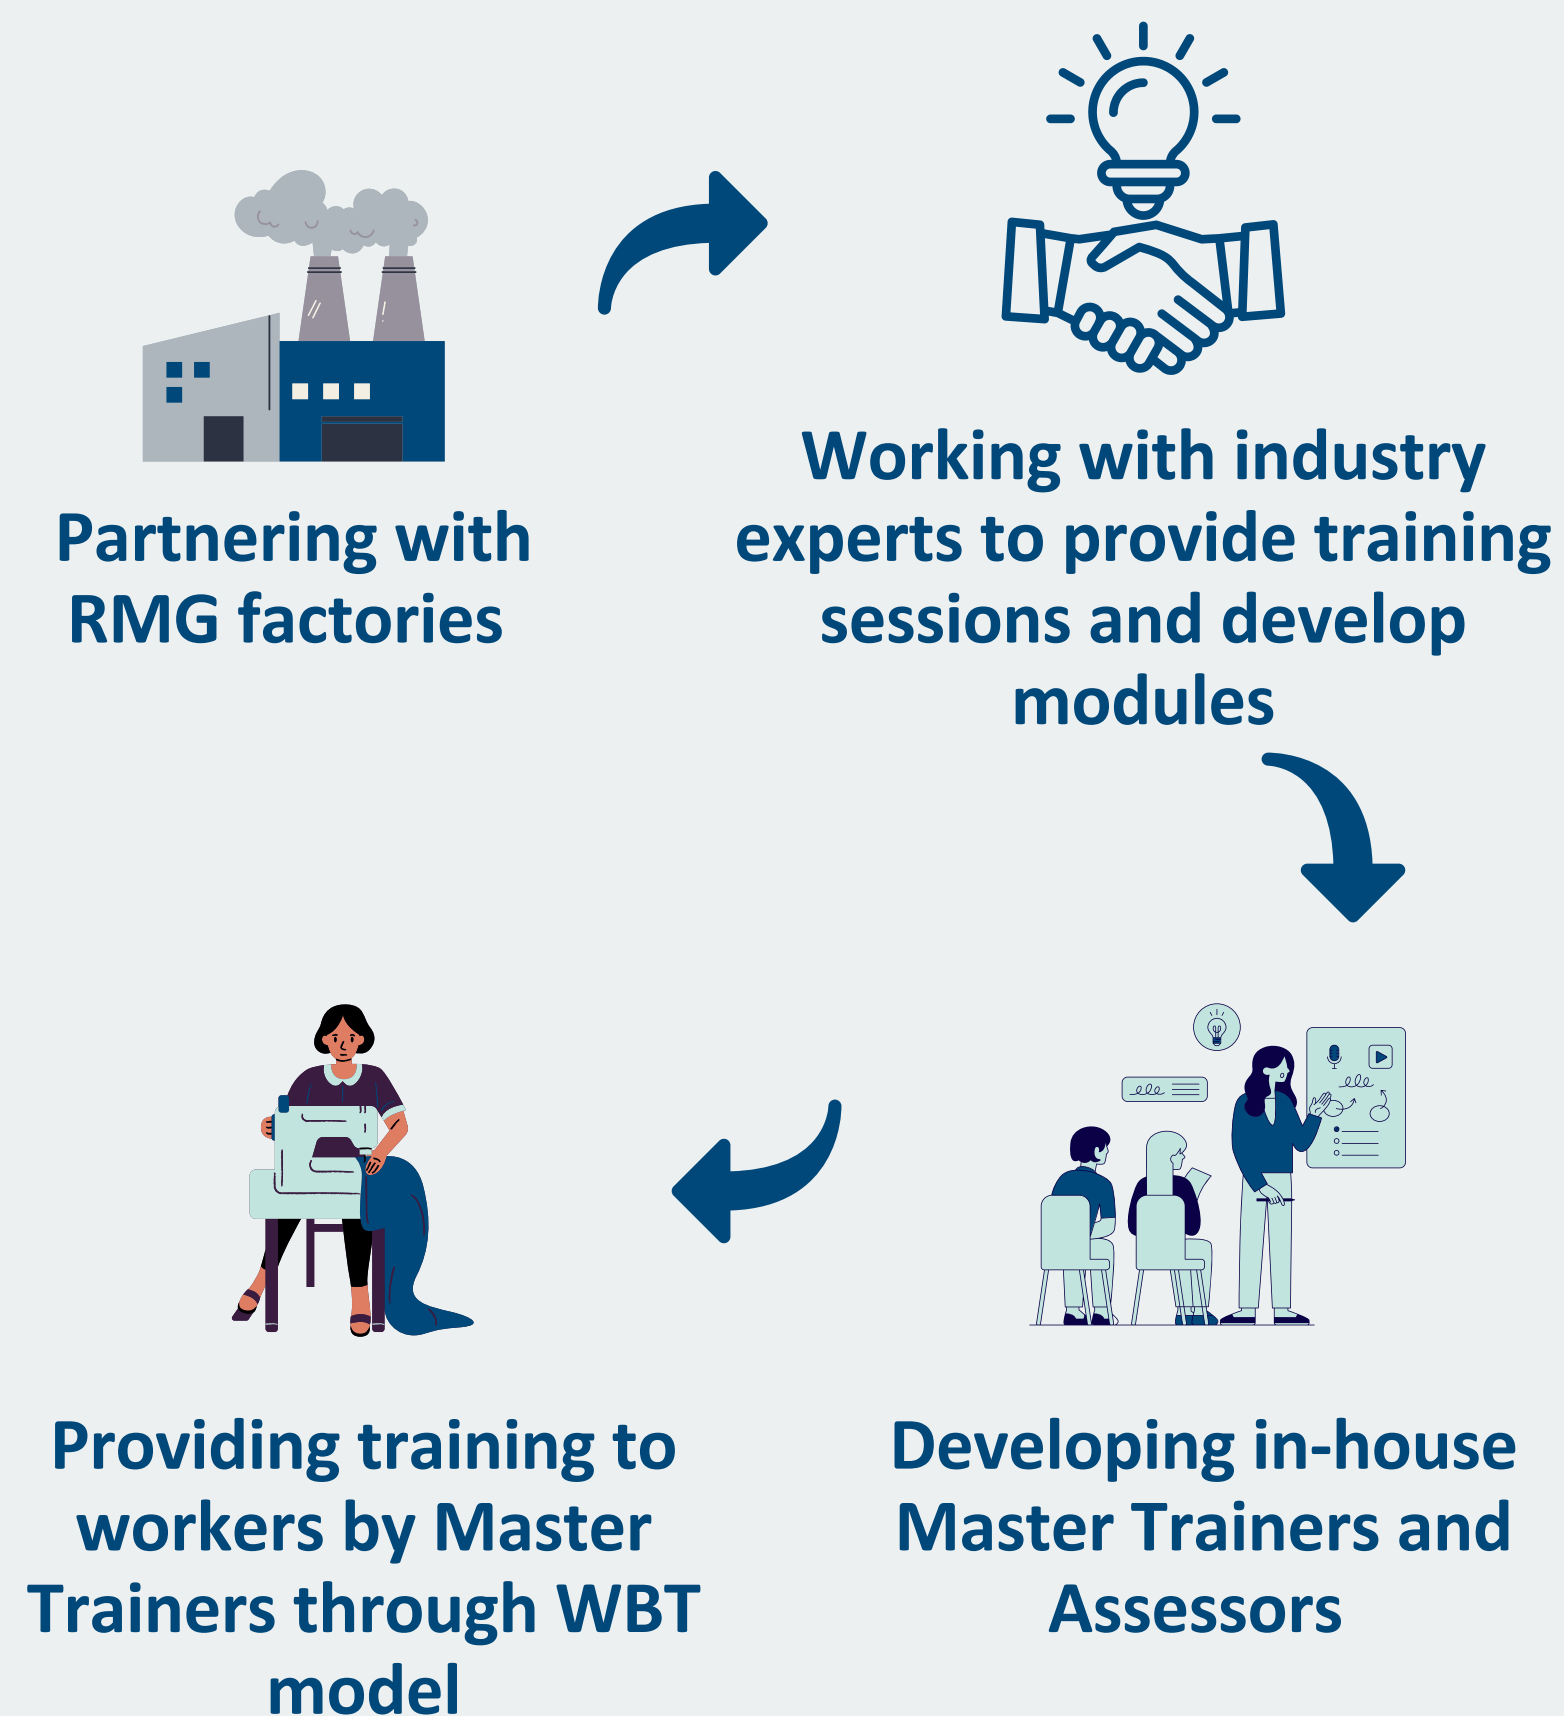 Partnering with
RMG factories
Working with industry
experts to provide training
sessions and develop
modules
Developing in-house
Master Trainers and
Assessors
Providing training to
workers by Master
Trainers through WBT
model